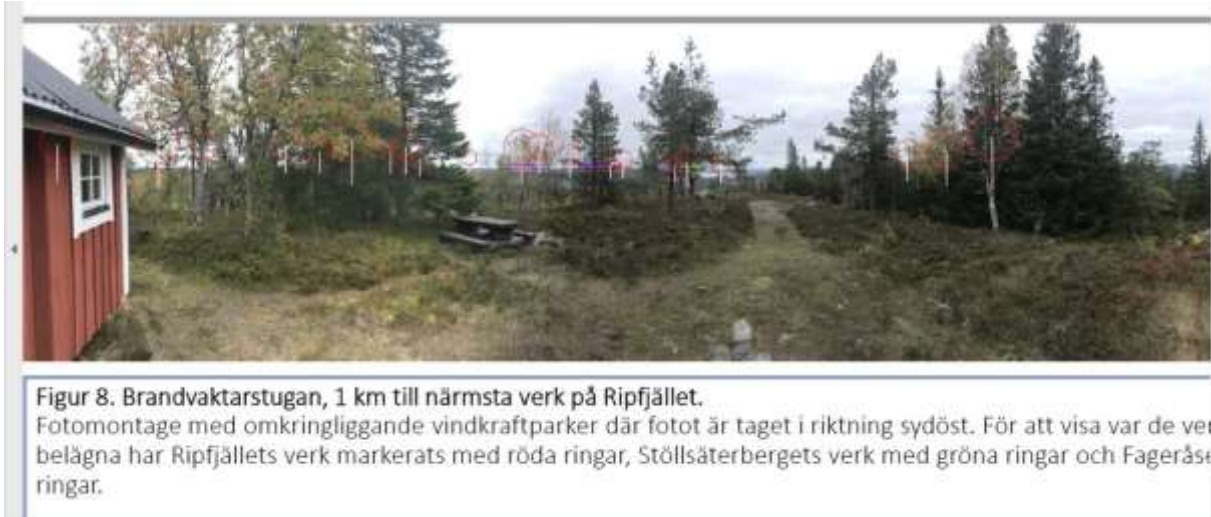 Figur 8. Brandvaktarstugan, 1 km till närmsta verk på Ripfjället.
Fotomontage med omkringliggande vindkraftparker där fotot är taget i riktning sydöst. För att visa var de
belägna har Ripfjällets verk markerats med röda ringar, Stöllsäterbergets verk med gröna ringar och
ringar.